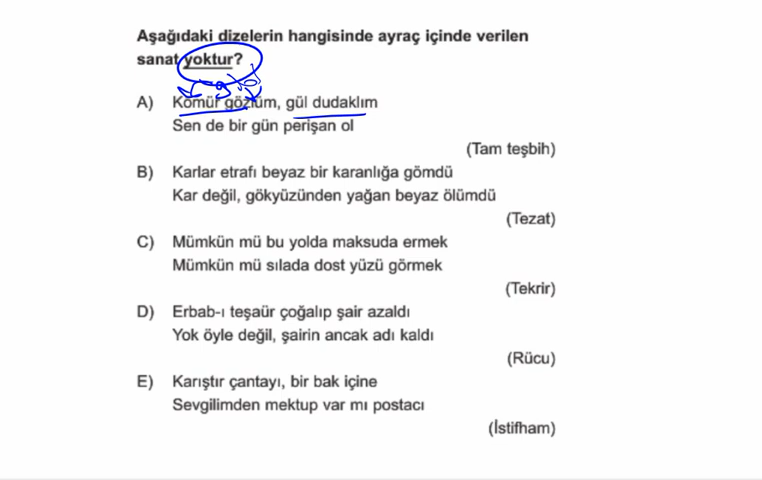 Aşağıdaki dizelerin hangisinde ayraç içinde verilen
sanat yoktur?
A) Kömür gözlüm, gül dudaklım
Sen de bir gün perişan ol
(Tam teşbih)
B) Karlar etrafı beyaz bir karanlığa gömdü
Kar değil, gökyüzünden yağan beyaz ölümdü
(Tezat)
C) Mümkün mü bu yolda maksuda ermek
Mümkün mü sılada dost yüzü görmek
(Tekrir)
D) Erbab-ı teşaür çoğalıp şair azaldı
Yok öyle değil, şairin ancak adı kaldı
(Rücu)
E) Karıştır çantayı, bir bak içine
Sevgilimden mektup var mı postacı
(İstifham)